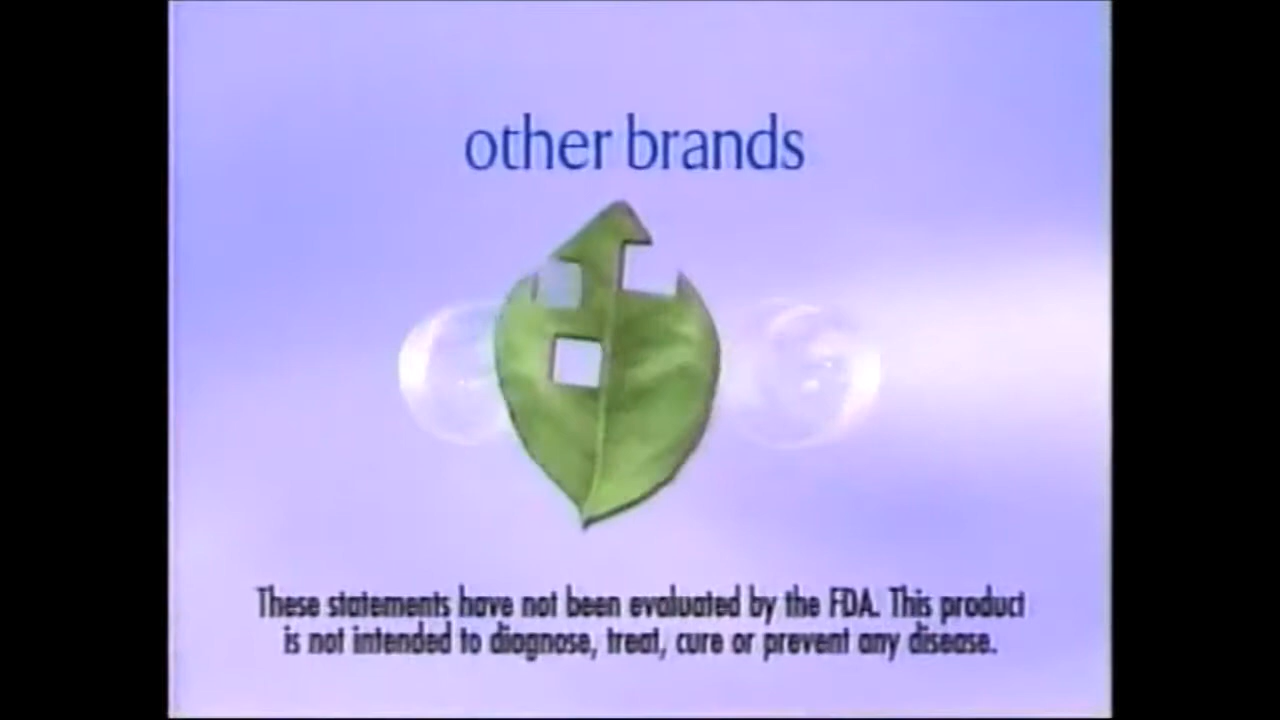 other brands
These statements have not been evaluated by the FDA. This product
is not intended to diagnose, treat, cure or prevent any disease.